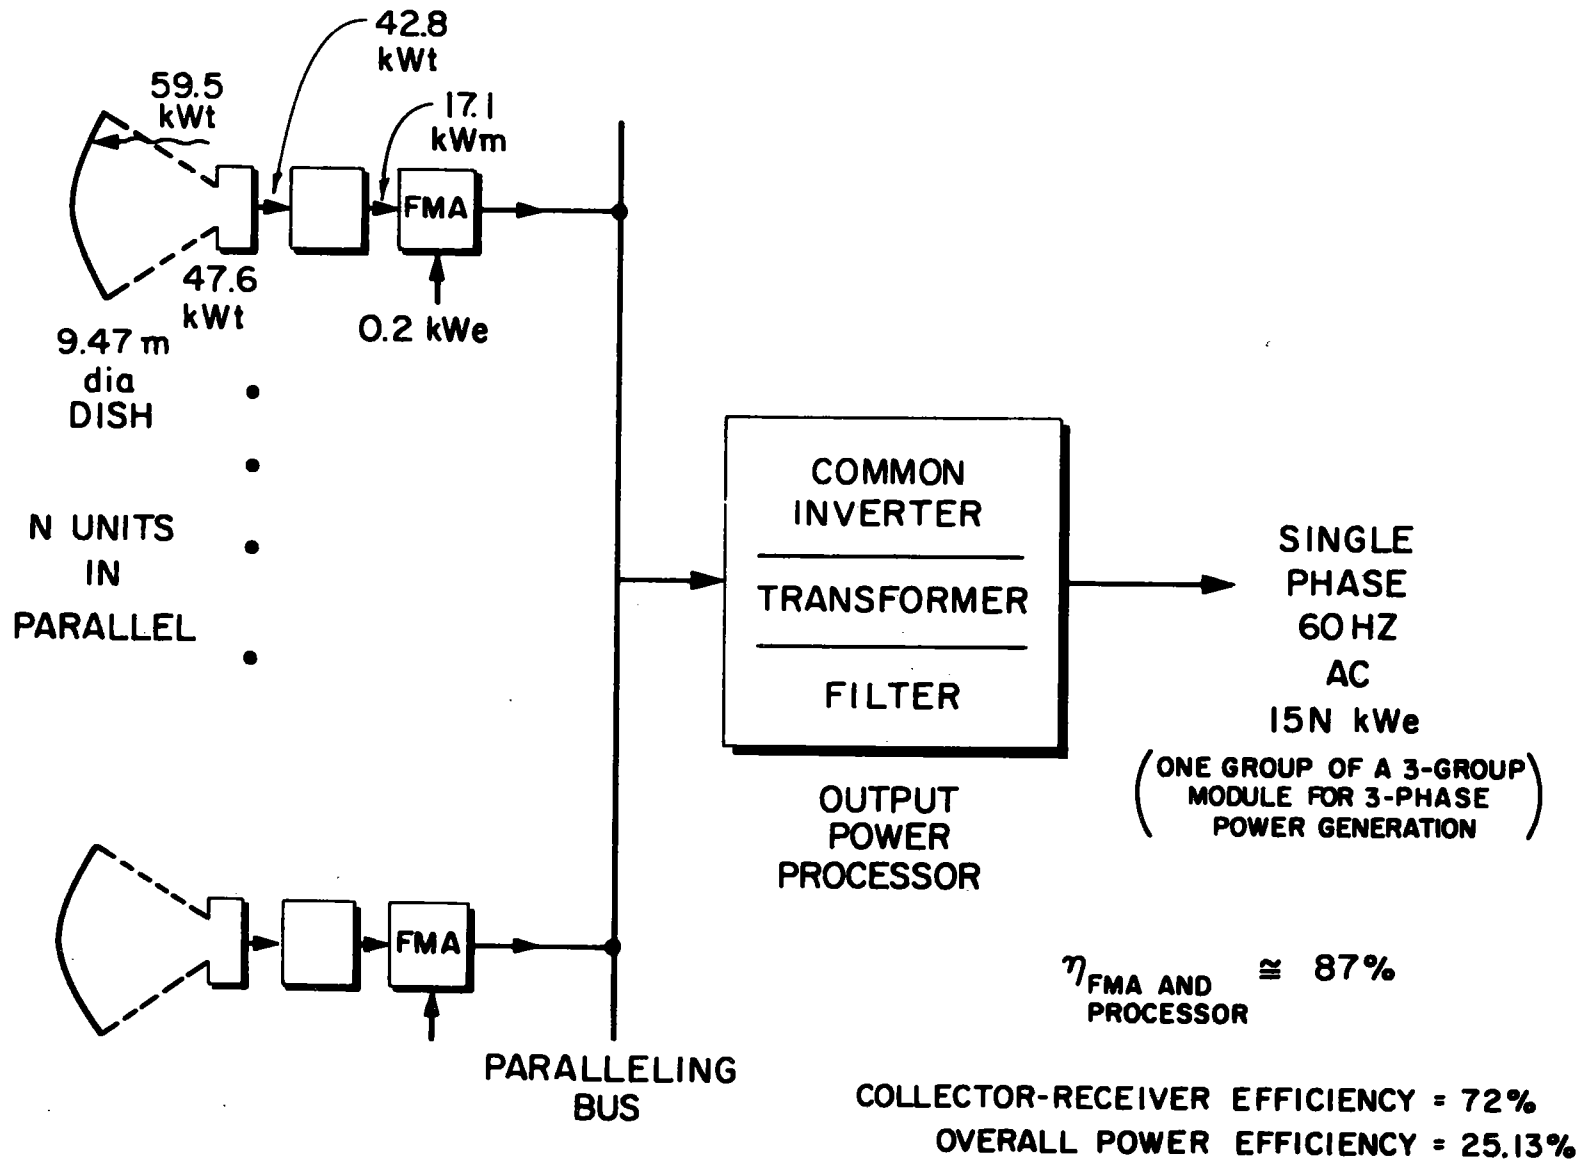 42.8
kWt
59.5
kWt
17.1
kWm
FMA
47.6
kWt
0.2 kWe
9.47 m
dia
DISH
N UNITS
IN
PARALLEL
COMMON
INVERTER
TRANSFORMER
FILTER
OUTPUT
POWER
PROCESSOR
SINGLE
PHASE
60 HZ
AC
15N kWe
(ONE GROUP OF A 3-GROUP
MODULE FOR 3-PHASE
POWER GENERATION)
FMA
PARALLELING
BUS
η FMA AND PROCESSOR ≅ 87%
COLLECTOR-RECEIVER EFFICIENCY = 72%
OVERALL POWER EFFICIENCY = 25.13%